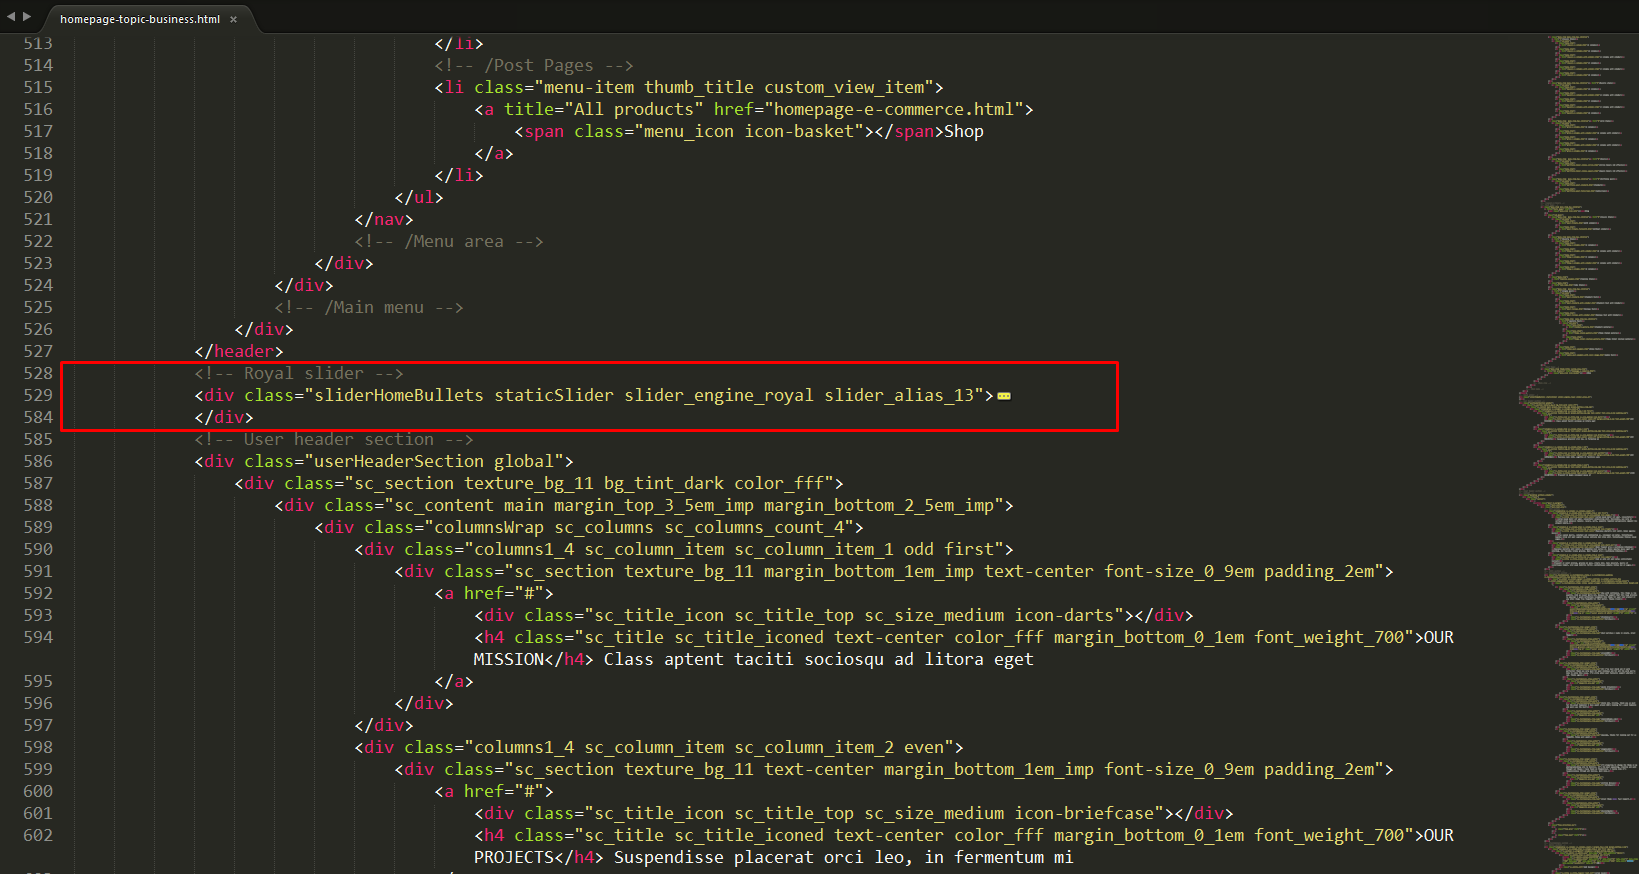 homepage-topic-business.html ×
513 </li>
514 <!-- /Post Pages -->
515 <li class="menu-item thumb_title custom_view_item">
516 <a title="All products" href="homepage-e-commerce.html">
517 <span class="menu_icon icon-basket"></span>Shop
518 </a>
519 </li>
520 </ul>
521 </nav>
522 <!-- /Menu area -->
523 </div>
524 </div>
525 <!-- /Main menu -->
526 </div>
527 </header>
528 <!-- Royal slider -->
529 <div class="sliderHomeBullets staticSlider slider_engine_royal slider_alias_13">
584 </div>
585 <!-- User header section -->
586 <div class="userHeaderSection global">
587 <div class="sc_section texture_bg_11 bg_tint_dark color_fff">
588 <div class="sc_content main margin_top_3_5em_imp margin_bottom_2_5em_imp">
589 <div class="columnsWrap sc_columns sc_columns_count_4">
590 <div class="columns1_4 sc_column_item sc_column_item_1 odd first">
591 <div class="sc_section texture_bg_11 margin_bottom_1em_imp text-center font-size_0_9em padding_2em">
592 <a href="#">
593 <div class="sc_title_icon sc_title_top sc_size_medium icon-darts"></div>
594 <h4 class="sc_title sc_title_iconed text-center color_fff margin_bottom_0_1em font_weight_700">OUR
MISSION</h4> Class aptent taciti sociosqu ad litora eget
595 </a>
596 </div>
597 </div>
598 <div class="columns1_4 sc_column_item sc_column_item_2 even">
599 <div class="sc_section texture_bg_11 text-center margin_bottom_1em_imp font-size_0_9em padding_2em">
600 <a href="#">
601 <div class="sc_title_icon sc_title_top sc_size_medium icon-briefcase"></div>
602 <h4 class="sc_title sc_title_iconed text-center color_fff margin_bottom_0_1em font_weight_700">OUR
PROJECTS</h4> Suspendisse placerat orci leo, in fermentum mi